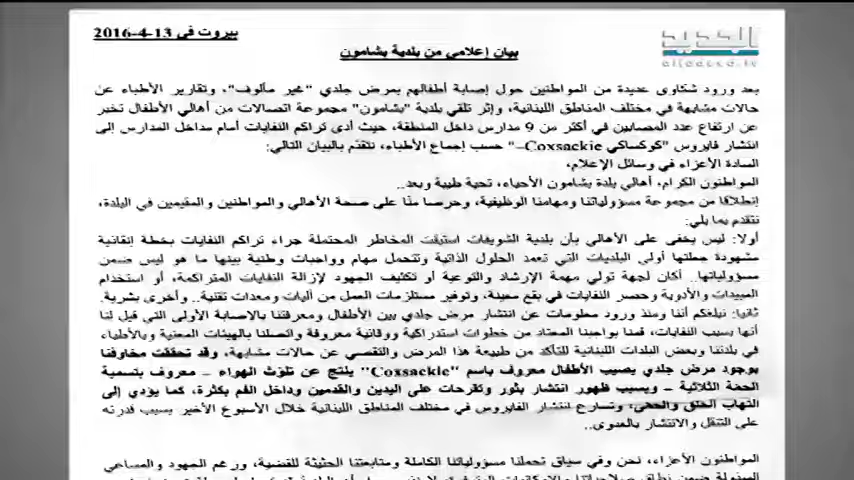 بيروت في 13-4-2016
الجديد
aljadeed.tv
بيان إعلامي من بلدية بشامون
بعد ورود شكاوى عديدة من المواطنين حول إصابة أطفالهم بمرض جلدي "غير مألوف"، وتقارير الأطباء عن
حالات مشابهة في مختلف المناطق اللبنانية، وإثر تلقي بلدية "بشامون" مجموعة اتصالات من أهالي الأطفال تخبر
عن ارتفاع عدد المصابين في أكثر من 9 مدارس داخل المنطقة، حيث أدى تراكم النفايات أمام مداخل المدارس إلى
انتشار فايروس "كوكساكي Coxsackie–" حسب إجماع الأطباء، نتقدم بالبيان التالي:
السادة الأعزاء في وسائل الإعلام،
المواطنون الكرام، أهالي بلدة بشامون الأحباء، تحية طيبة وبعد..
إنطلاقا من مجموعة مسؤولياتنا ومهامنا الوظيفية، وحرصا منّا على صحة الأهالي والمواطنين والمقيمين في البلدة،
نتقدم بما يلي:
أولا: ليس يخفى على الأهالي بأن بلدية الشويفات استبقت المخاطر المحتملة جراء تراكم النفايات بخطة إنقاذية
مشهودة جعلتها أولى البلديات التي تعمد الحلول الذاتية وتتحمل مهام وواجبات وطنية بينها ما هو ليس ضمن
مسؤولياتها.. أكان لجهة تولي مهمة الإرشاد والتوعية أو تكثيف الجهود لإزالة النفايات المتراكمة، أو استخدام
المبيدات والأدوية وحصر النفايات في بقع معينة، وتوفير مستلزمات العمل من آليات ومعدات تقنية.. وأخرى بشرية.
ثانيا: نبلغكم أننا ومنذ ورود معلومات عن انتشار مرض جلدي بين الأطفال ومعرفتنا بالاصابة الأولى التي قيل لنا
أنها بسبب النفايات، قمنا بواجبنا المعتاد من خطوات استدراكية ووقائية معروفة واتصلنا بالهيئات المعنية وبالأطباء
في بلدتنا وبعض البلدات اللبنانية للتأكد من طبيعة هذا المرض والتقصي عن حالات مشابهة، وقد تحققت مخاوفنا
بوجود مرض جلدي يصيب الأطفال معروف باسم "Coxsackie" ينتج عن تلوّث الهواء – معروف بتسمية
الحمة الثلاثية – ويسبب ظهور انتشار بثور وتقرحات على اليدين والقدمين وداخل الفم بكثرة، كما يؤدي إلى
التهاب الحلق والحمى، وتسارع انتشار الفايروس في مختلف المناطق اللبنانية خلال الأسبوع الأخير بسبب قدرته
على التنقل والانتشار بالعدوى..
المواطنون الأعزاء، نحن وفي سياق تحملنا مسؤولياتنا الكاملة ومتابعتنا الحثيثة للقضية، ورغم الجهود والمساعي
المبذولة ضمن نطاق صلاحياتنا والإمكانيات